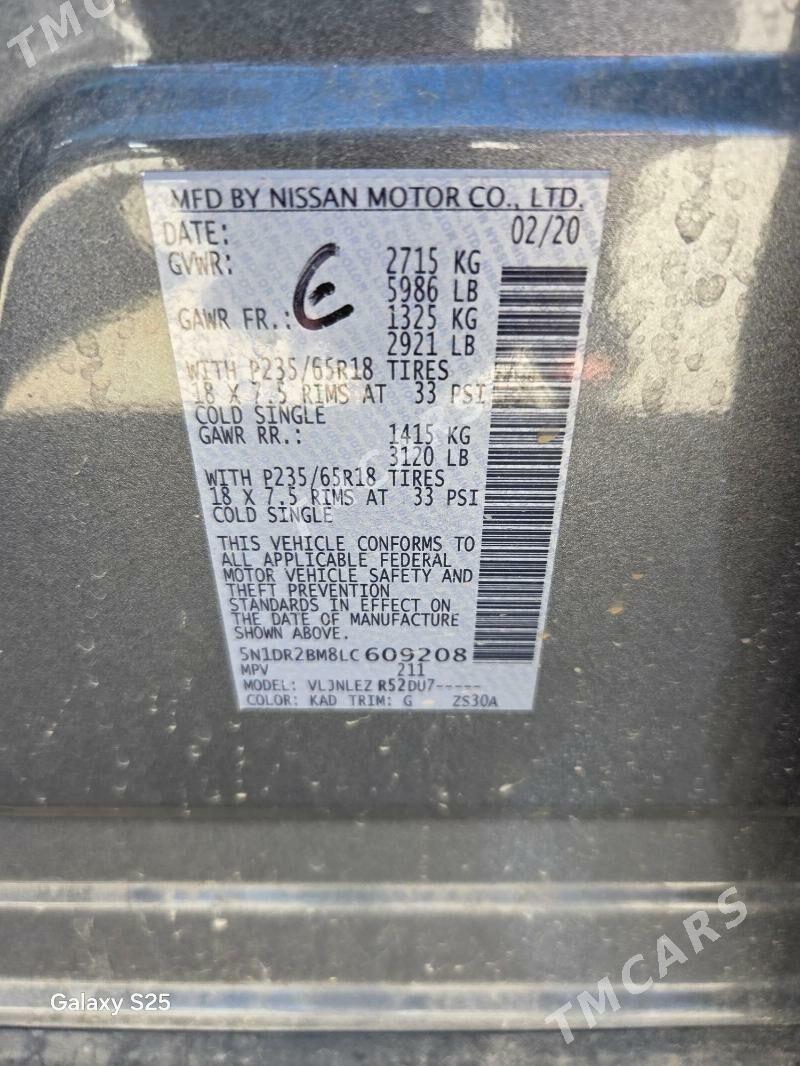 TMCARS
MFD BY NISSAN MOTOR CO., LTD.
DATE: 02/20
GVWR: 2715 KG
5986 LB
GAWR FR.: 1325 KG
2921 LB
WITH P235/65R18 TIRES
18 X 7.5 RIMS AT 33 PSI
COLD SINGLE
GAWR RR.: 1415 KG
3120 LB
WITH P235/65R18 TIRES
18 X 7.5 RIMS AT 33 PSI
COLD SINGLE
THIS VEHICLE CONFORMS TO
ALL APPLICABLE FEDERAL
MOTOR VEHICLE SAFETY AND
THEFT PREVENTION
STANDARDS IN EFFECT ON
THE DATE OF MANUFACTURE
SHOWN ABOVE.
5N1DR2BM8LC609208
MPV 211
MODEL: VLJNLEZ R52DU7-----
COLOR: KAD TRIM: G ZS30A
TMCARS
Galaxy S25